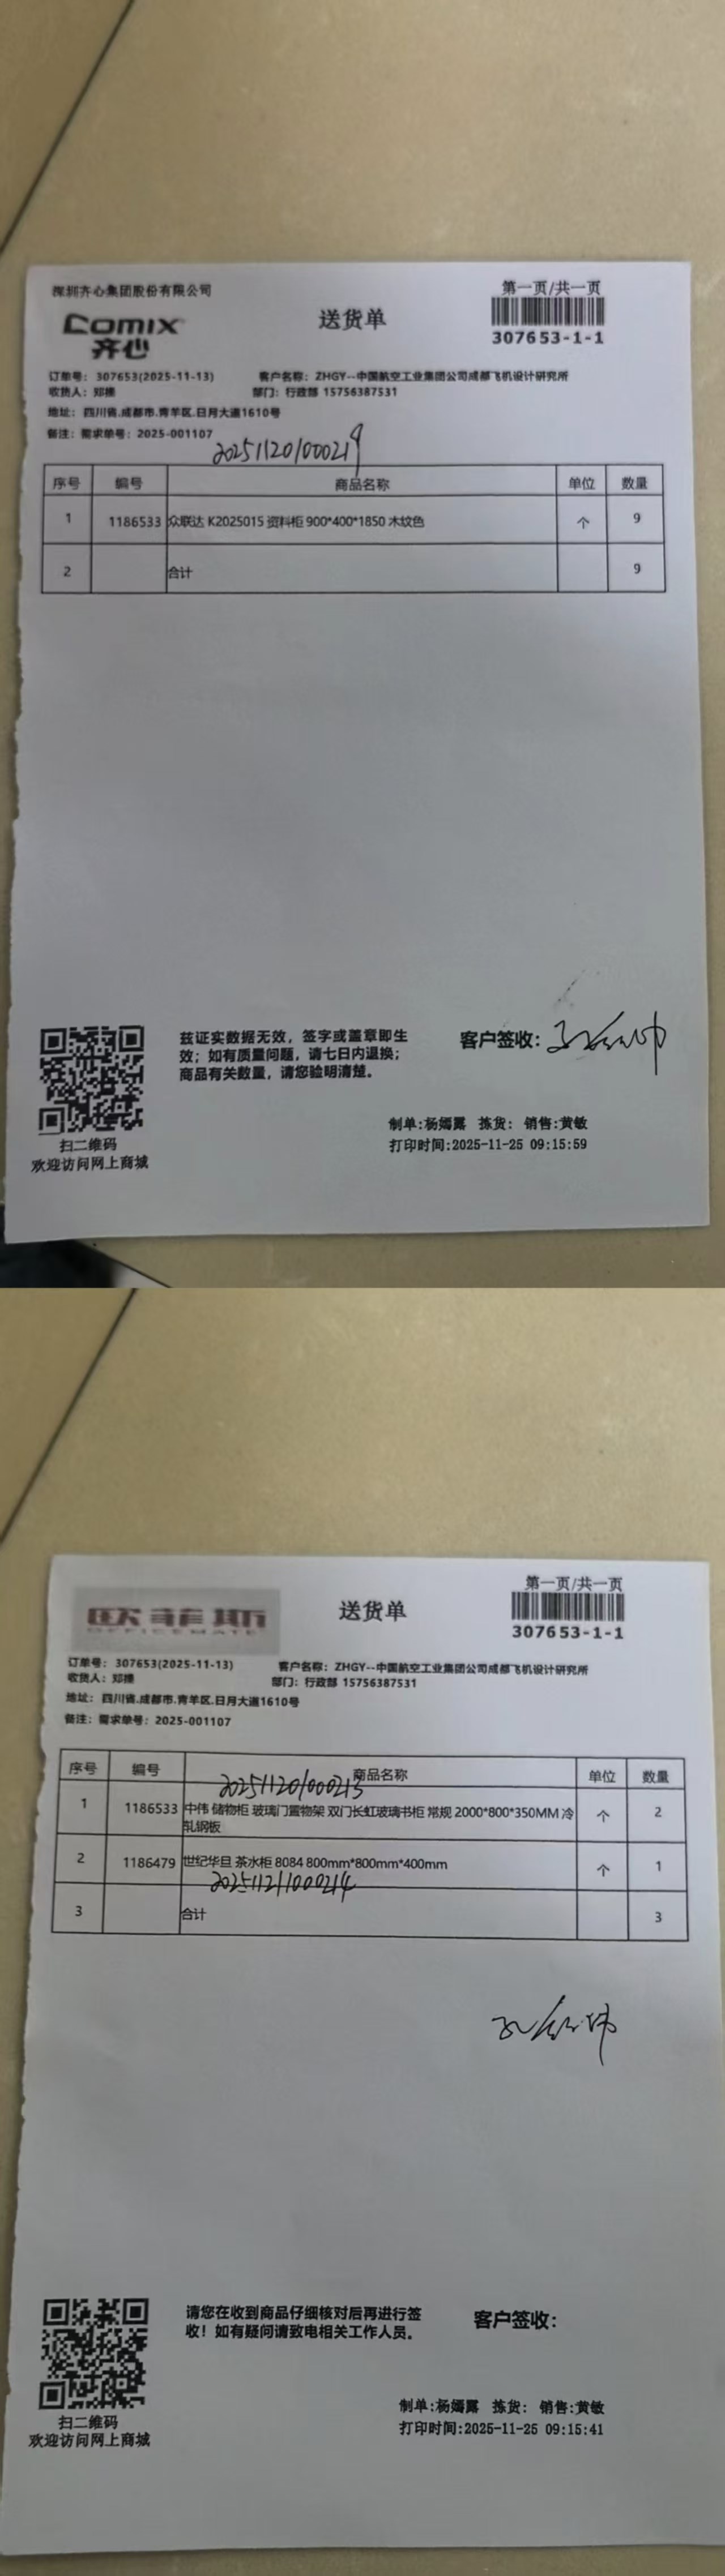 深圳齐心集团股份有限公司
COMIX
齐心
送货单
第一页/共一页
307653-1-1
订单号: 307653(2025-11-13) 客户名称: ZHGY--中国航空工业集团公司成都飞机设计研究所
收货人: 邓楼 部门: 行政部 15756387531
地址: 四川省.成都市.青羊区.日月大道1610号
备注: 需求单号: 2025-001107
20251120/000219
序号 编号 商品名称 单位 数量
1 1186533 众联达 K2025015 资料柜 900*400*1850 木纹色 个 9
2 合计 9
兹证实数据无效，签字或盖章即生
效；如有质量问题，请七日内退换；
商品有关数量，请您验明清楚。
客户签收:
扫二维码
欢迎访问网上商城
制单:杨嫣露 拣货: 销售:黄敏
打印时间:2025-11-25 09:15:59
欧菲斯
OFFICEMATE
送货单
第一页/共一页
307653-1-1
订单号: 307653(2025-11-13) 客户名称: ZHGY--中国航空工业集团公司成都飞机设计研究所
收货人: 邓楼 部门: 行政部 15756387531
地址: 四川省.成都市.青羊区.日月大道1610号
备注: 需求单号: 2025-001107
序号 编号 商品名称 单位 数量
20251120/000213
1 1186533 中伟 储物柜 玻璃门置物架 双门长虹玻璃书柜 常规 2000*800*350MM 冷
轧钢板 个 2
2 1186479 世纪华旦 茶水柜 8084 800mm*800mm*400mm 个 1
20251121/000214
3 合计 3
请您在收到商品仔细核对后再进行签
收！如有疑问请致电相关工作人员。
客户签收:
扫二维码
欢迎访问网上商城
制单:杨嫣露 拣货: 销售:黄敏
打印时间:2025-11-25 09:15:41